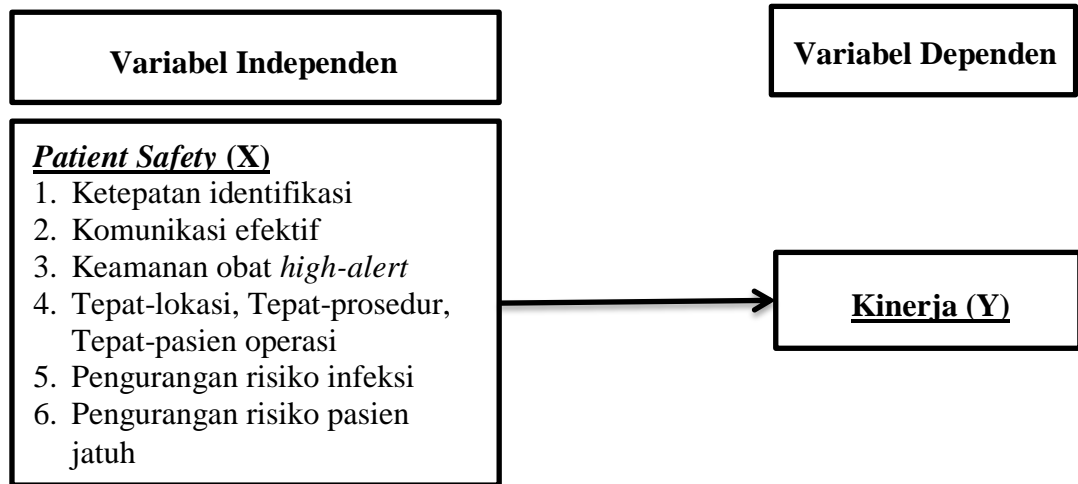 Variabel Independen
Variabel Dependen
Patient Safety (X)
1. Ketepatan identifikasi
2. Komunikasi efektif
3. Keamanan obat high-alert
4. Tepat-lokasi, Tepat-prosedur,
Tepat-pasien operasi
5. Pengurangan risiko infeksi
6. Pengurangan risiko pasien
jatuh
Kinerja (Y)